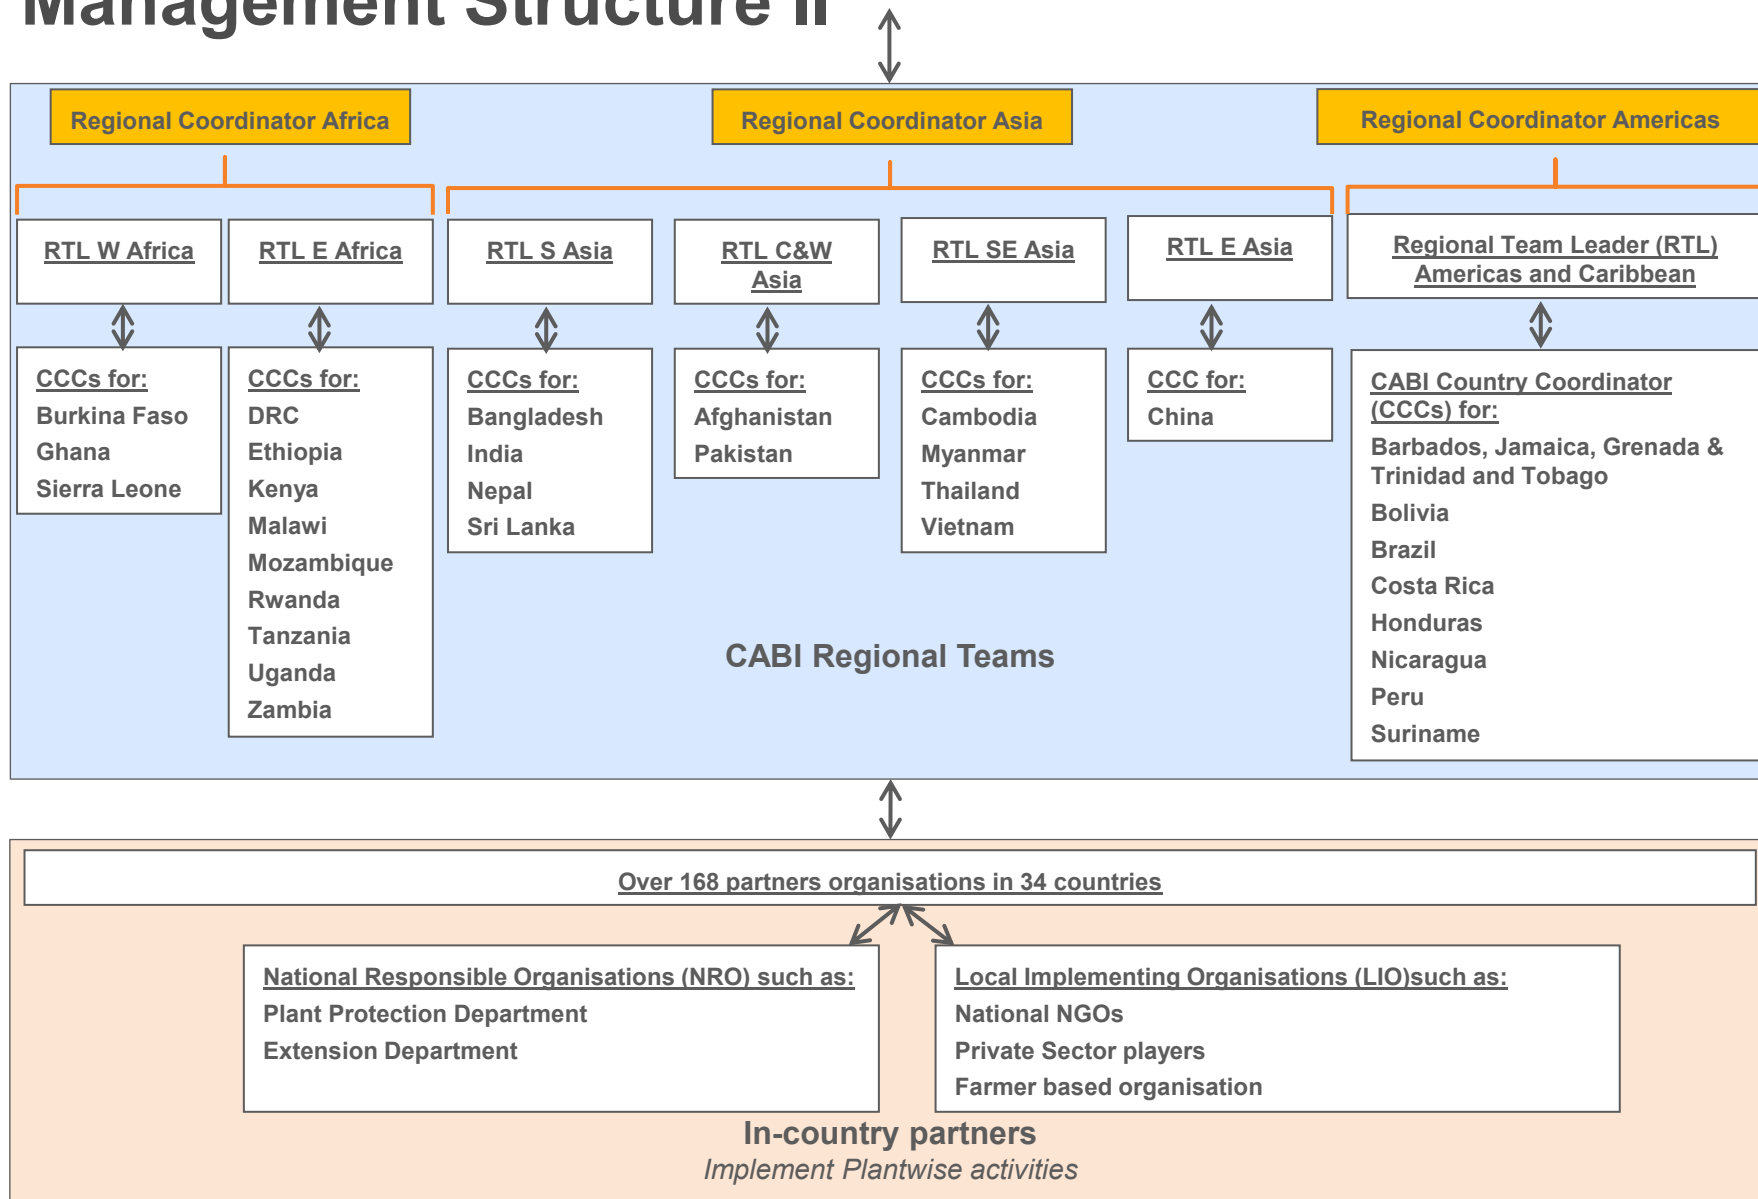 Management Structure II
Regional Coordinator Africa
Regional Coordinator Asia
Regional Coordinator Americas
RTL W Africa
RTL E Africa
RTL S Asia
RTL C&W
Asia
RTL SE Asia
RTL E Asia
Regional Team Leader (RTL)
Americas and Caribbean
CCCs for:
Burkina Faso
Ghana
Sierra Leone
CCCs for:
DRC
Ethiopia
Kenya
Malawi
Mozambique
Rwanda
Tanzania
Uganda
Zambia
CCCs for:
Bangladesh
India
Nepal
Sri Lanka
CCCs for:
Afghanistan
Pakistan
CCCs for:
Cambodia
Myanmar
Thailand
Vietnam
CCC for:
China
CABI Country Coordinator
(CCCs) for:
Barbados, Jamaica, Grenada &
Trinidad and Tobago
Bolivia
Brazil
Costa Rica
Honduras
Nicaragua
Peru
Suriname
CABI Regional Teams
Over 168 partners organisations in 34 countries
National Responsible Organisations (NRO) such as:
Plant Protection Department
Extension Department
Local Implementing Organisations (LIO)such as:
National NGOs
Private Sector players
Farmer based organisation
In-country partners
Implement Plantwise activities